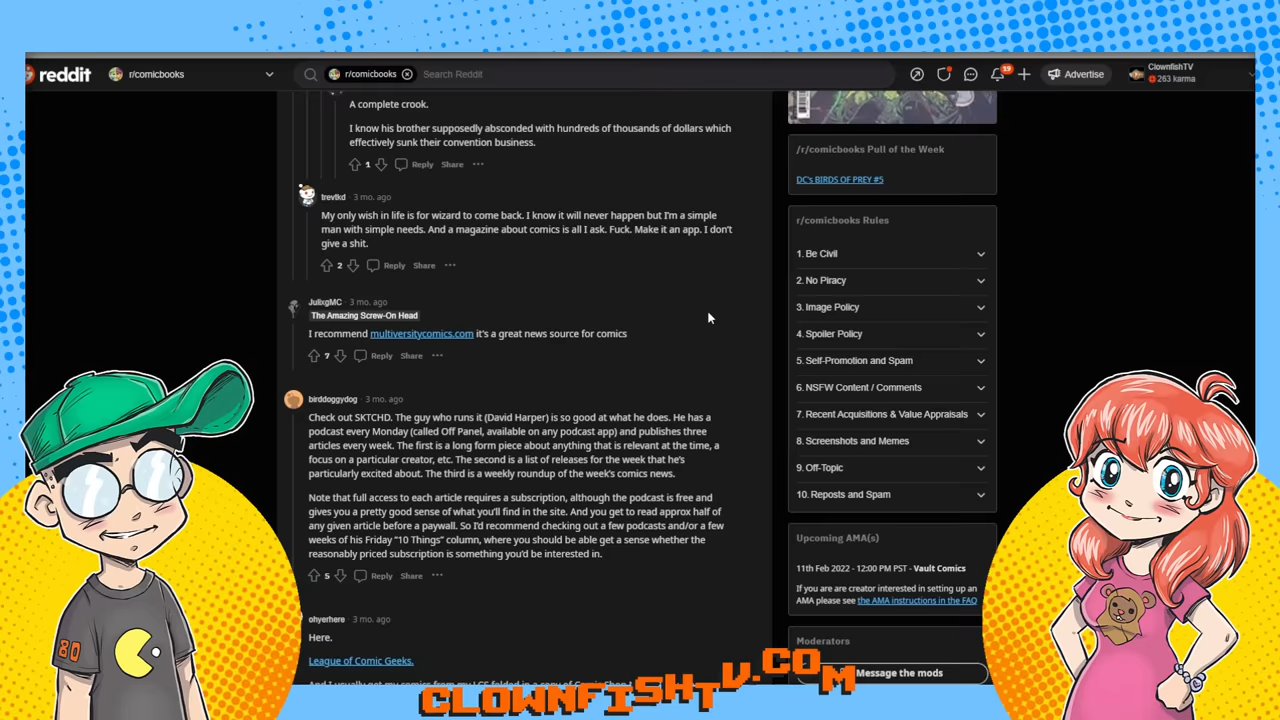 reddit
r/comicbooks
r/comicbooks
Search Reddit
19
Advertise
ClownfishTV
263 karma
A complete crook.
I know his brother supposedly absconded with hundreds of thousands of dollars which
effectively sunk their convention business.
1
Reply
Share
trevtkd 3 mo. ago
My only wish in life is for wizard to come back. I know it will never happen but I'm a simple
man with simple needs. And a magazine about comics is all I ask. Fuck. Make it an app. I don't
give a shit.
2
Reply
Share
JulixgMC 3 mo. ago
The Amazing Screw-On Head
I recommend multiversitycomics.com it's a great news source for comics
7
Reply
Share
birddoggydog 3 mo. ago
Check out SKTCHD. The guy who runs it (David Harper) is so good at what he does. He has a
podcast every Monday (called Off Panel, available on any podcast app) and publishes three
articles every week. The first is a long form piece about anything that is relevant at the time, a
focus on a particular creator, etc. The second is a list of releases for the week that he's
particularly excited about. The third is a weekly roundup of the week's comics news.
Note that full access to each article requires a subscription, although the podcast is free and
gives you a pretty good sense of what you'll find in the site. And you get to read approx half of
any given article before a paywall. So I'd recommend checking out a few podcasts and/or a few
weeks of his Friday "10 Things" column, where you should be able get a sense whether the
reasonably priced subscription is something you'd be interested in.
5
Reply
Share
ohyerhere 3 mo. ago
Here.
League of Comic Geeks.
/r/comicbooks Pull of the Week
DC's BIRDS OF PREY #5
r/comicbooks Rules
1. Be Civil
2. No Piracy
3. Image Policy
4. Spoiler Policy
5. Self-Promotion and Spam
6. NSFW Content / Comments
7. Recent Acquisitions & Value Appraisals
8. Screenshots and Memes
9. Off-Topic
10. Reposts and Spam
Upcoming AMA(s)
11th Feb 2022 - 12:00 PM PST - Vault Comics
If you are are creator interested in setting up an
AMA please see the AMA instructions in the FAQ
Moderators
Message the mods
80
CLOWNFISHTV.COM